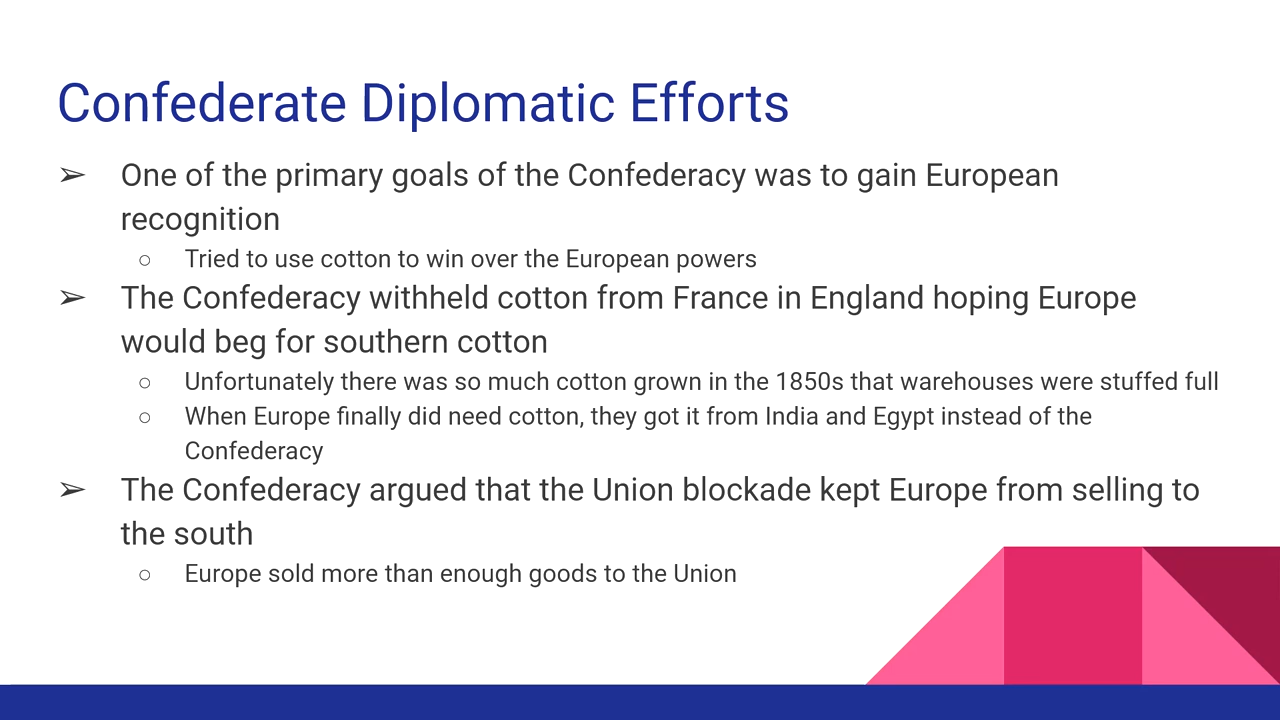 Confederate Diplomatic Efforts
➢ One of the primary goals of the Confederacy was to gain European
recognition
○ Tried to use cotton to win over the European powers
➢ The Confederacy withheld cotton from France in England hoping Europe
would beg for southern cotton
○ Unfortunately there was so much cotton grown in the 1850s that warehouses were stuffed full
○ When Europe finally did need cotton, they got it from India and Egypt instead of the
Confederacy
➢ The Confederacy argued that the Union blockade kept Europe from selling to
the south
○ Europe sold more than enough goods to the Union